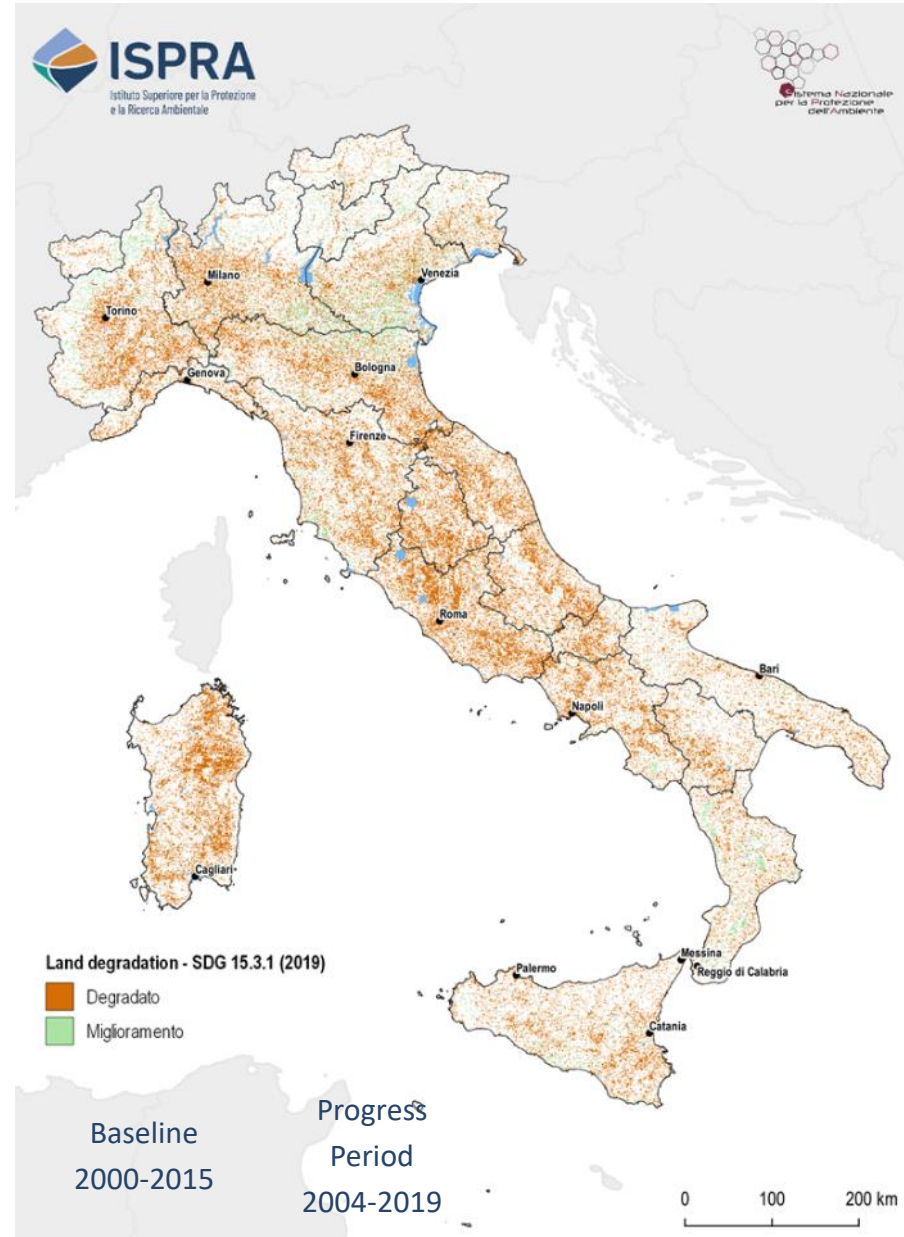 ISPRA
Istituto Superiore per la Protezione
e la Ricerca Ambientale
Sistema Nazionale
per la Protezione
dell'Ambiente
Milano
Venezia
Torino
Bologna
Genova
Firenze
Roma
Bari
Napoli
Cagliari
Messina
Reggio di Calabria
Palermo
Catania
Land degradation - SDG 15.3.1 (2019)
Degradato
Miglioramento
Baseline
2000-2015
Progress
Period
2004-2019
0 100 200 km